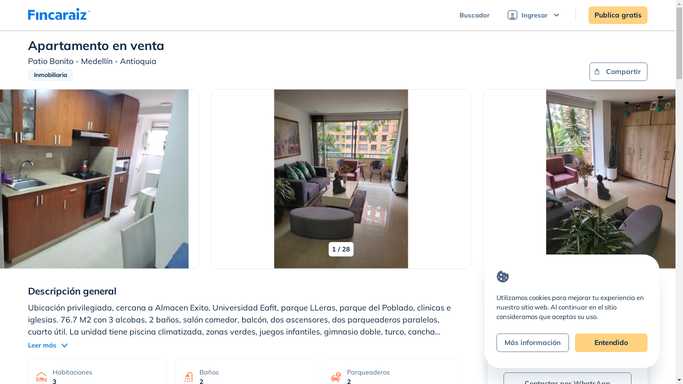 Fincaraiz
Buscador
Ingresar
Publica gratis
Apartamento en venta
Patio Bonito - Medellín - Antioquia
Inmobiliaria
Compartir
1 / 28
Descripción general
Ubicación privilegiada, cercana a Almacen Exito, Universidad Eafit, parque LLeras, parque del Poblado, clínicas e
iglesias. 76.7 M2 con 3 alcobas, 2 baños, salón comedor, balcón, dos ascensores, dos parqueaderos paralelos,
cuarto útil. La unidad tiene piscina climatizada, zonas verdes, juegos infantiles, gimnasio doble, turco, cancha...
Leer más
Habitaciones
3
Baños
2
Parqueaderos
2
Utilizamos cookies para mejorar tu experiencia en
nuestro sitio web. Al continuar en el sitio
consideramos que aceptas su uso.
Más información
Entendido
Contactar por WhatsApp